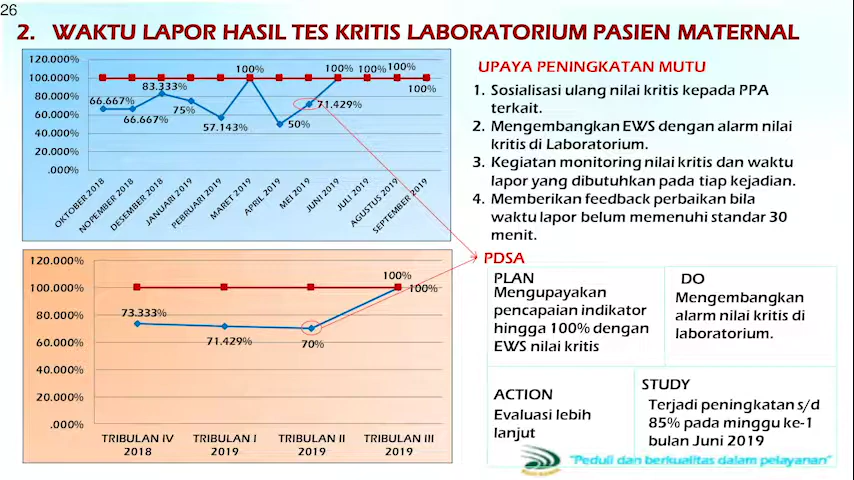 26
2. WAKTU LAPOR HASIL TES KRITIS LABORATORIUM PASIEN MATERNAL
120.000%
100.000%
80.000%
60.000%
40.000%
20.000%
.000%
66.667%
66.667%
83.333%
75%
57.143%
100%
50%
71.429%
100%
100%
100%
100%
OKTOBER 2018
NOPEMBER 2018
DESEMBER 2018
JANUARI 2019
PEBRUARI 2019
MARET 2019
APRIL 2019
MEI 2019
JUNI 2019
JULI 2019
AGUSTUS 2019
SEPTEMBER 2019
120.000%
100.000%
80.000%
60.000%
40.000%
20.000%
.000%
73.333%
71.429%
70%
100%
100%
TRIBULAN IV
2018
TRIBULAN I
2019
TRIBULAN II
2019
TRIBULAN III
2019
UPAYA PENINGKATAN MUTU
1. Sosialisasi ulang nilai kritis kepada PPA
terkait.
2. Mengembangkan EWS dengan alarm nilai
kritis di Laboratorium.
3. Kegiatan monitoring nilai kritis dan waktu
lapor yang dibutuhkan pada tiap kejadian.
4. Memberikan feedback perbaikan bila
waktu lapor belum memenuhi standar 30
menit.
PDSA
PLAN
Mengupayakan
pencapaian indikator
hingga 100% dengan
EWS nilai kritis
DO
Mengembangkan
alarm nilai kritis di
laboratorium.
ACTION
Evaluasi lebih
lanjut
STUDY
Terjadi peningkatan s/d
85% pada minggu ke-1
bulan Juni 2019
"Peduli dan berkualitas dalam pelayanan"